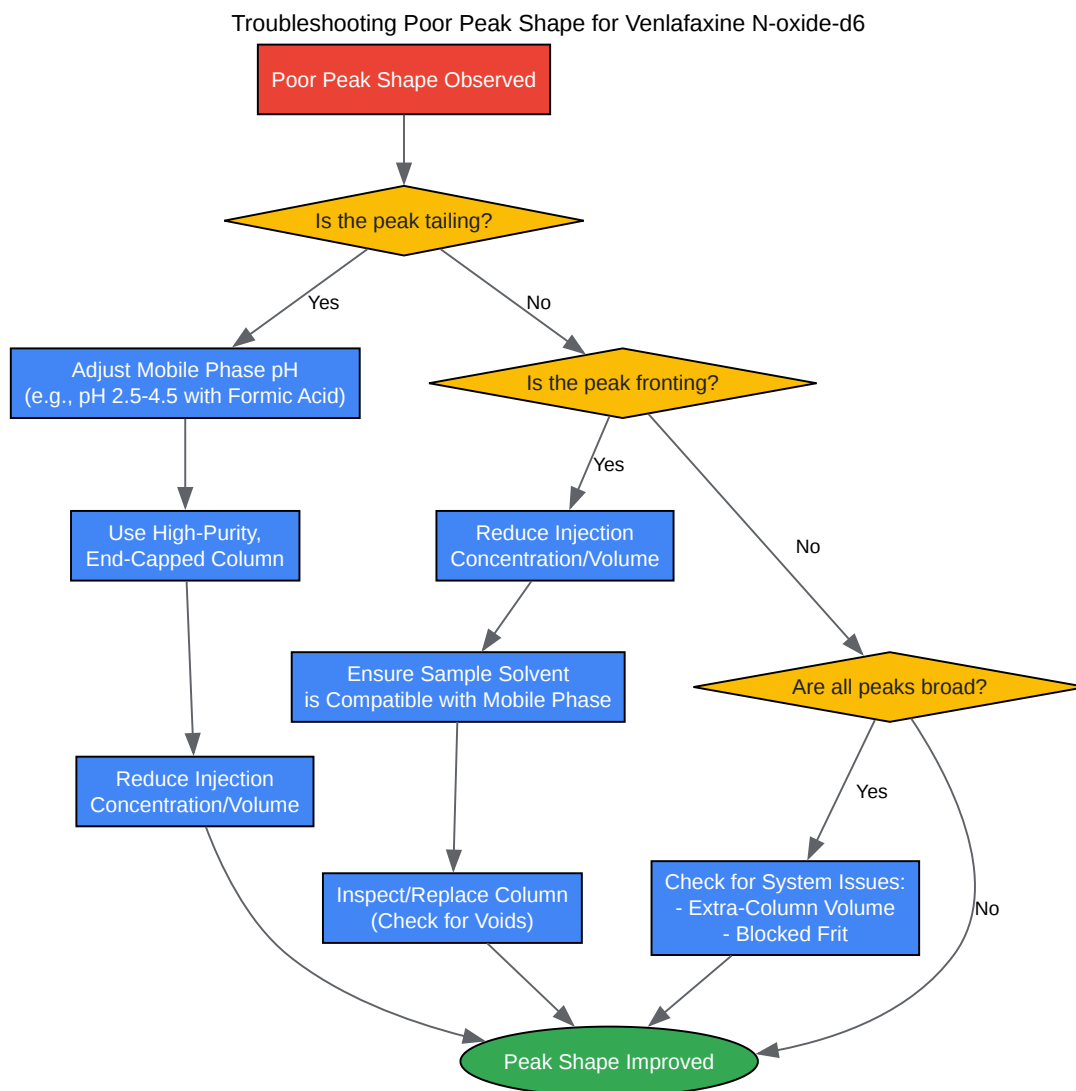 Troubleshooting Poor Peak Shape for Venlafaxine N-oxide-d6
Poor Peak Shape Observed
Is the peak tailing?
Yes
No
Adjust Mobile Phase pH
(e.g., pH 2.5-4.5 with Formic Acid)
Is the peak fronting?
Yes
No
Use High-Purity,
End-Capped Column
Reduce Injection
Concentration/Volume
Ensure Sample Solvent
is Compatible with Mobile Phase
Are all peaks broad?
Reduce Injection
Concentration/Volume
Yes
No
Inspect/Replace Column
(Check for Voids)
Check for System Issues:
- Extra-Column Volume
- Blocked Frit
Peak Shape Improved